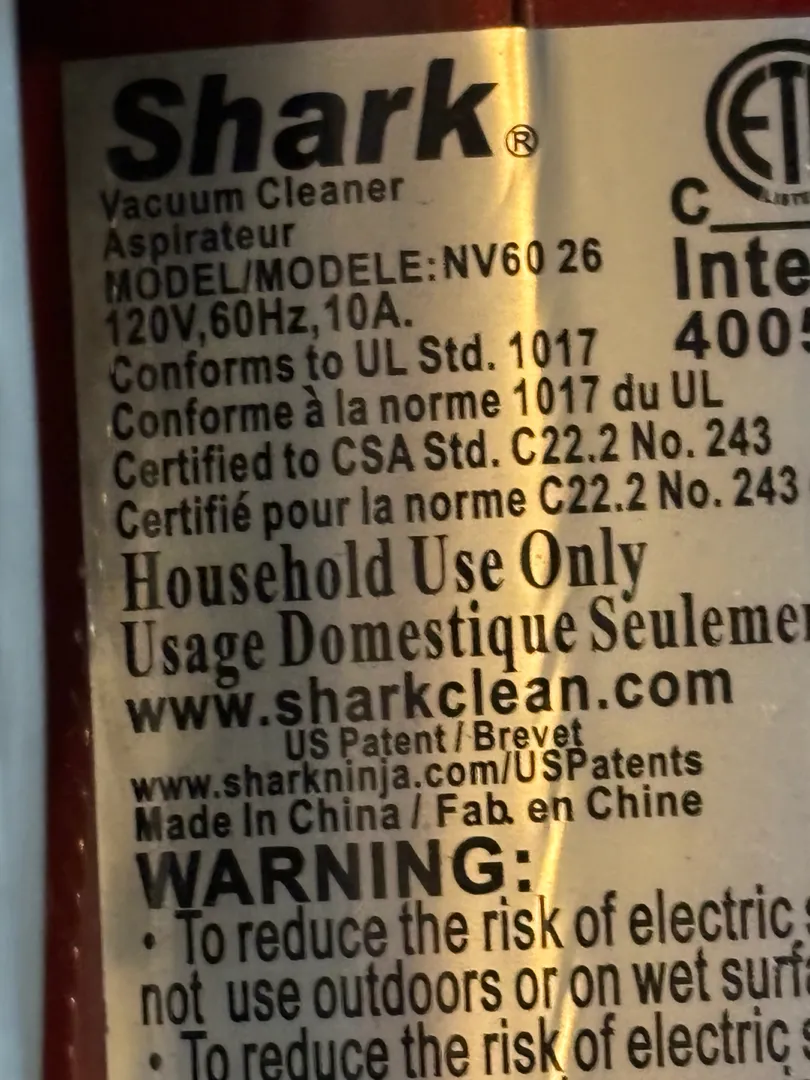 Shark®
Vacuum Cleaner
Aspirateur
MODEL/MODELE:NV60 26
120V,60Hz,10A.
Conforms to UL Std. 1017
Conforme à la norme 1017 du UL
Certified to CSA Std. C22.2 No. 243
Certifié pour la norme C22.2 No. 243
Household Use Only
Usage Domestique
www.sharkclean.com
US Patent / Brevet
www.sharkninja.com/USPatents
Made In China / Fab. en Chine
WARNING:
• To reduce the risk of electric
not use outdoors or on wet
• To reduce the risk of electric
C